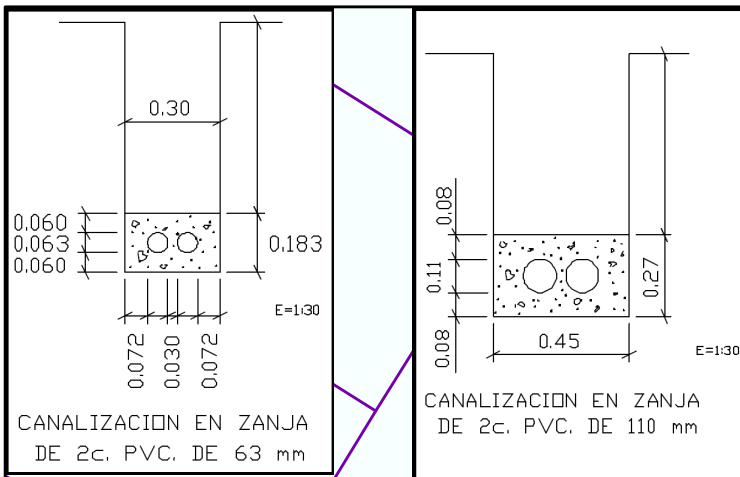 0.30
0.060
0.063
0.060
0.183
0.072
0.030
0.072
E=1:30
CANALIZACION EN ZANJA
DE 2c. PVC. DE 63 mm
0.08
0.11
0.08
0.27
0.45
E=1:30
CANALIZACION EN ZANJA
DE 2c. PVC. DE 110 mm